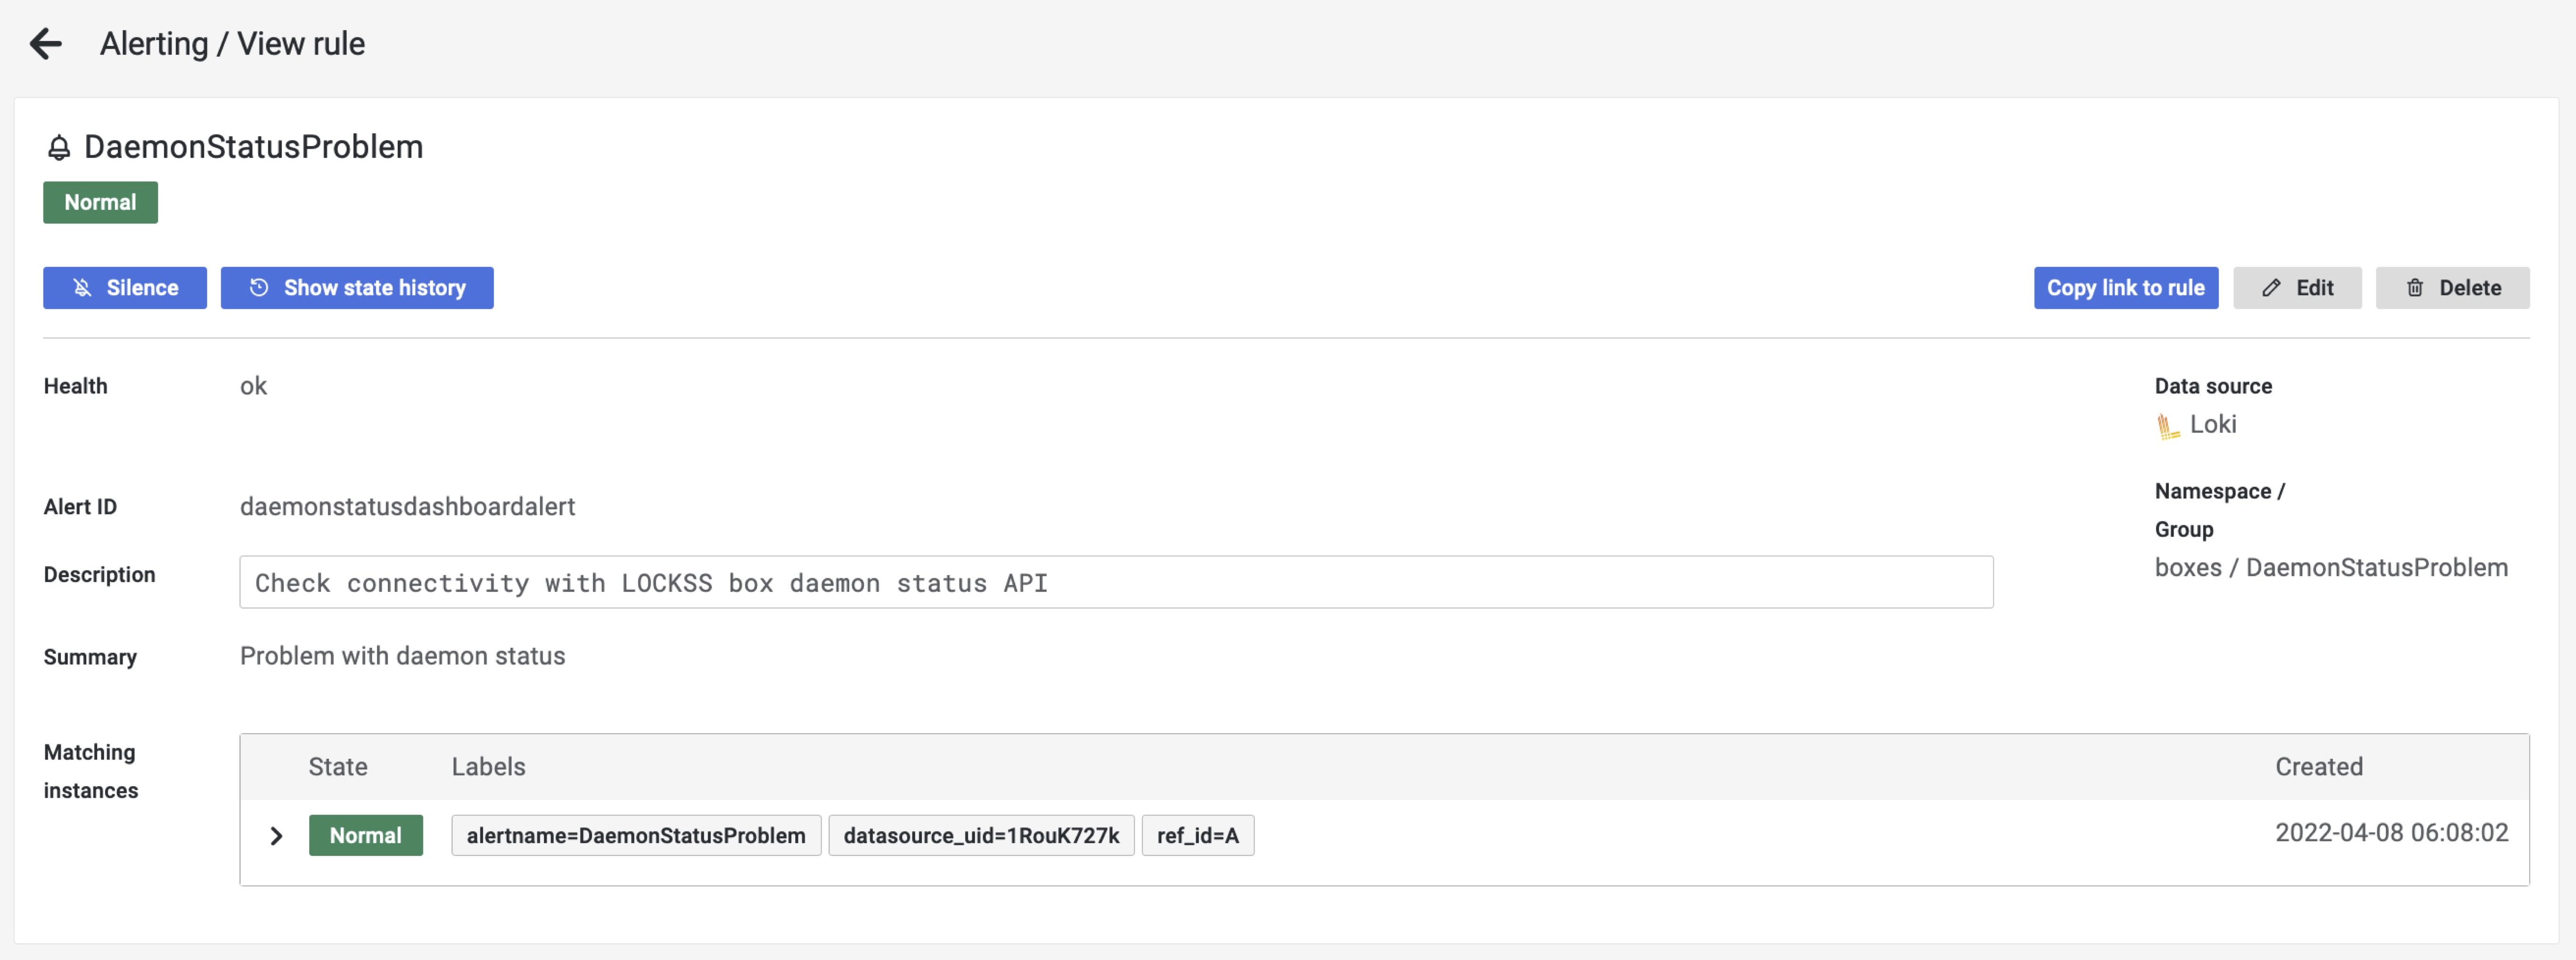 Alerting / View rule
DaemonStatusProblem
Normal
Silence
Show state history
Copy link to rule
Edit
Delete
Health
ok
Data source
Loki
Alert ID
daemonstatusdashboardalert
Namespace /
Group
boxes / DaemonStatusProblem
Description
Check connectivity with LOCKSS box daemon status API
Summary
Problem with daemon status
Matching
instances
State
Labels
Created
Normal
alertname=DaemonStatusProblem
datasource_uid=1RouK727k
ref_id=A
2022-04-08 06:08:02